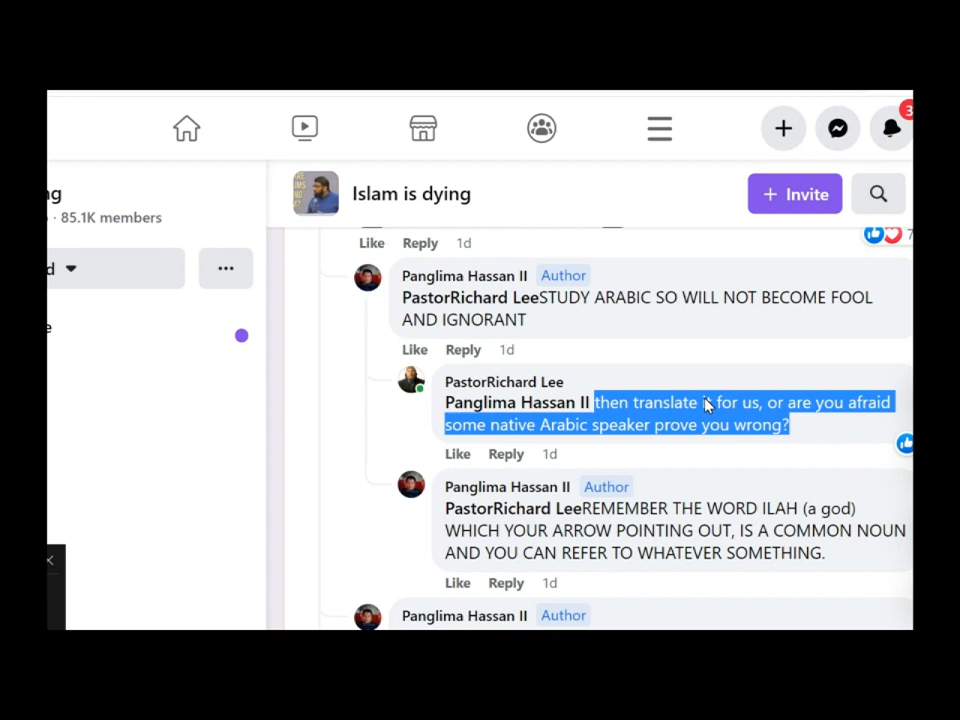 3
ng
· 85.1K members
Islam is dying
+ Invite
d
...
e
Like Reply 1d
7
Panglima Hassan II Author
PastorRichard LeeSTUDY ARABIC SO WILL NOT BECOME FOOL
AND IGNORANT
Like Reply 1d
PastorRichard Lee
Panglima Hassan II then translate it for us, or are you afraid
some native Arabic speaker prove you wrong?
Like Reply 1d
Panglima Hassan II Author
PastorRichard LeeREMEMBER THE WORD ILAH (a god)
WHICH YOUR ARROW POINTING OUT, IS A COMMON NOUN
AND YOU CAN REFER TO WHATEVER SOMETHING.
Like Reply 1d
Panglima Hassan II Author